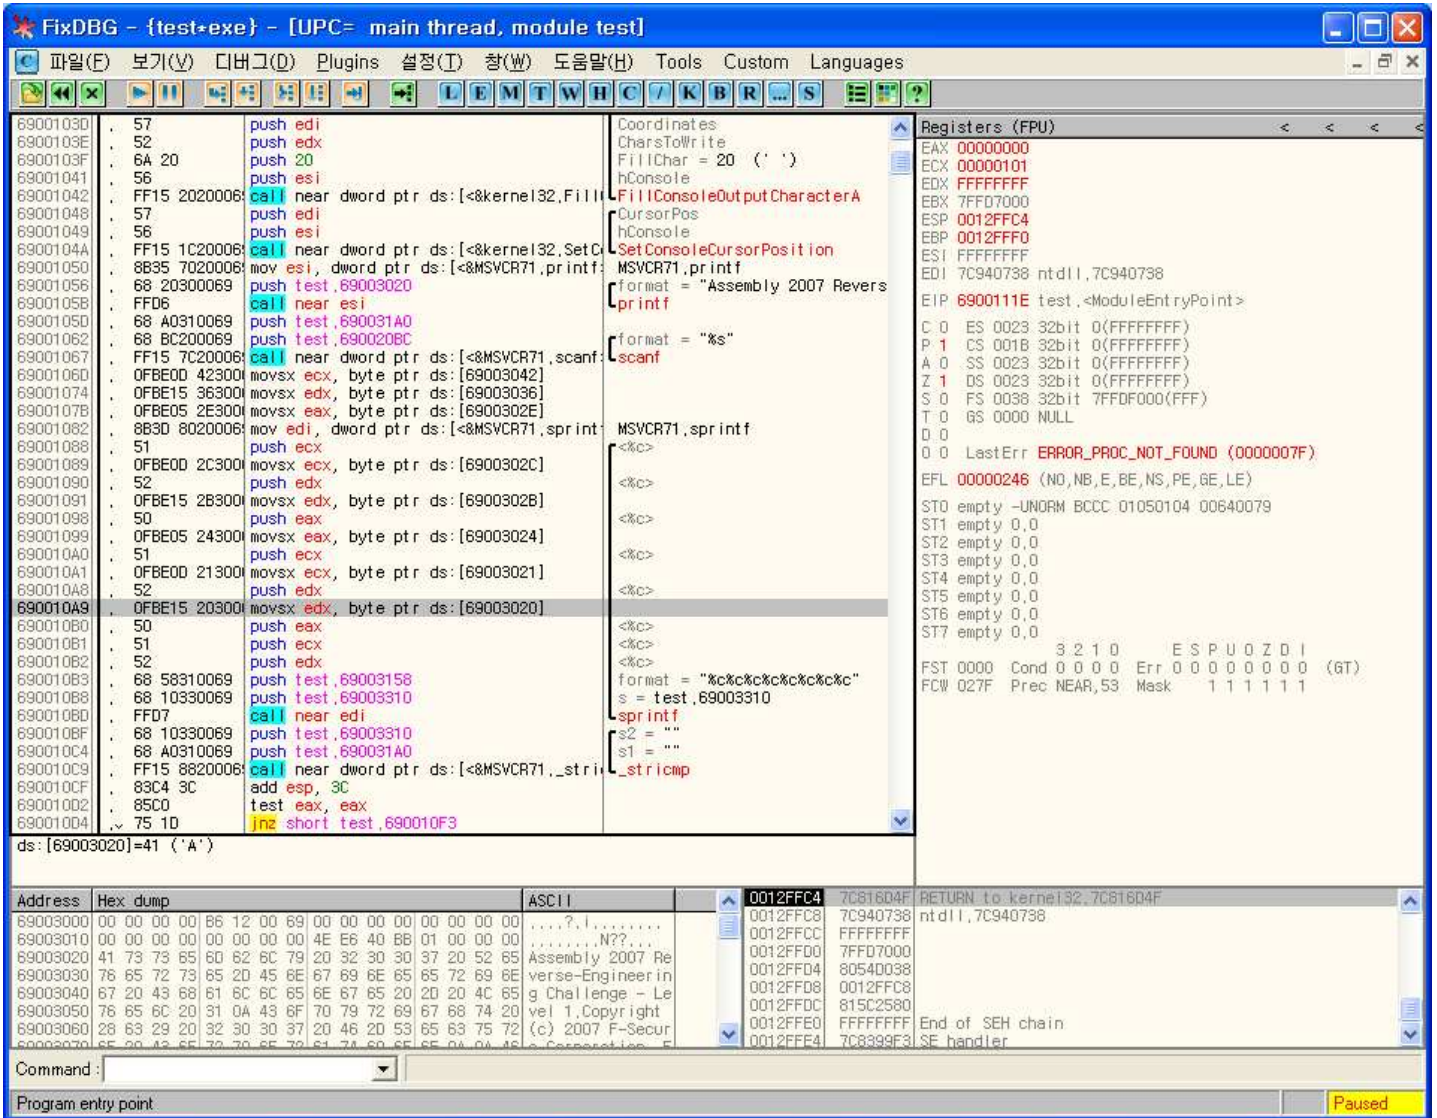 FixDBG - {test*exe} - [UPC= main thread, module test]
파일(F) 보기(V) 디버그(D) Plugins 설정(T) 창(W) 도움말(H) Tools Custom Languages
L E M T W H C / K B R ... S ?
6900103D . 57 push edi Coordinates
6900103E . 52 push edx CharsToWrite
6900103F . 6A 20 push 20 FillChar = 20 (' ')
69001041 . 56 push esi hConsole
69001042 . FF15 20200069 call near dword ptr ds:[<&kernel32.Fill FillConsoleOutputCharacterA
69001048 . 57 push edi CursorPos
69001049 . 56 push esi hConsole
6900104A . FF15 1C200069 call near dword ptr ds:[<&kernel32.SetC SetConsoleCursorPosition
69001050 . 8B35 70200069 mov esi, dword ptr ds:[<&MSVCR71.printf MSVCR71.printf
69001056 . 68 20300069 push test.69003020 format = "Assembly 2007 Revers
6900105B . FFD6 call near esi printf
6900105D . 68 A0310069 push test.690031A0
69001062 . 68 BC200069 push test.690020BC format = "%s"
69001067 . FF15 7C200069 call near dword ptr ds:[<&MSVCR71.scanf scanf
6900106D . 0FBE0D 42300 movsx ecx, byte ptr ds:[69003042]
69001074 . 0FBE15 36300 movsx edx, byte ptr ds:[69003036]
6900107B . 0FBE05 2E300 movsx eax, byte ptr ds:[6900302E]
69001082 . 8B3D 80200069 mov edi, dword ptr ds:[<&MSVCR71.sprint MSVCR71.sprintf
69001088 . 51 push ecx <%c>
69001089 . 0FBE0D 2C300 movsx ecx, byte ptr ds:[6900302C]
69001090 . 52 push edx <%c>
69001091 . 0FBE15 2B300 movsx edx, byte ptr ds:[6900302B]
69001098 . 50 push eax <%c>
69001099 . 0FBE05 24300 movsx eax, byte ptr ds:[69003024]
690010A0 . 51 push ecx <%c>
690010A1 . 0FBE0D 21300 movsx ecx, byte ptr ds:[69003021]
690010A8 . 52 push edx <%c>
690010A9 . 0FBE15 20300 movsx edx, byte ptr ds:[69003020]
690010B0 . 50 push eax <%c>
690010B1 . 51 push ecx <%c>
690010B2 . 52 push edx <%c>
690010B3 . 68 58310069 push test.69003158 format = "%c%c%c%c%c%c%c%c"
690010B8 . 68 10330069 push test.69003310 s = test.69003310
690010BD . FFD7 call near edi sprintf
690010BF . 68 10330069 push test.69003310 s2 = ""
690010C4 . 68 A0310069 push test.690031A0 s1 = ""
690010C9 . FF15 88200069 call near dword ptr ds:[<&MSVCR71._stri _stricmp
690010CF . 83C4 3C add esp, 3C
690010D2 . 85C0 test eax, eax
690010D4 . 75 1D jnz short test.690010F3
ds:[69003020]=41 ('A')
Registers (FPU) < < < <
EAX 00000000
ECX 00000101
EDX FFFFFFFF
EBX 7FFD7000
ESP 0012FFC4
EBP 0012FFF0
ESI FFFFFFFF
EDI 7C940738 ntdll.7C940738
EIP 6900111E test.<ModuleEntryPoint>
C 0 ES 0023 32bit 0(FFFFFFFF)
P 1 CS 001B 32bit 0(FFFFFFFF)
A 0 SS 0023 32bit 0(FFFFFFFF)
Z 1 DS 0023 32bit 0(FFFFFFFF)
S 0 FS 0038 32bit 7FFDF000(FFF)
T 0 GS 0000 NULL
D 0
O 0 LastErr ERROR_PROC_NOT_FOUND (0000007F)
EFL 00000246 (NO,NB,E,BE,NS,PE,GE,LE)
ST0 empty -UNORM BCCC 01050104 00640079
ST1 empty 0.0
ST2 empty 0.0
ST3 empty 0.0
ST4 empty 0.0
ST5 empty 0.0
ST6 empty 0.0
ST7 empty 0.0
3 2 1 0 E S P U O Z D I
FST 0000 Cond 0 0 0 0 Err 0 0 0 0 0 0 0 0 (GT)
FCW 027F Prec NEAR,53 Mask 1 1 1 1 1 1
Address Hex dump ASCII
69003000 00 00 00 00 B6 12 00 69 00 00 00 00 00 00 00 00 ....?.i........
69003010 00 00 00 00 00 00 00 00 4E E6 40 BB 01 00 00 00 ........N??...
69003020 41 73 73 65 6D 62 6C 79 20 32 30 30 37 20 52 65 Assembly 2007 Re
69003030 76 65 72 73 65 2D 45 6E 67 69 6E 65 65 72 69 6E verse-Engineerin
69003040 67 20 43 68 61 6C 6C 65 6E 67 65 20 2D 20 4C 65 g Challenge - Le
69003050 76 65 6C 20 31 0A 43 6F 70 79 72 69 67 68 74 20 vel 1.Copyright
69003060 28 63 29 20 32 30 30 37 20 46 2D 53 65 63 75 72 (c) 2007 F-Secur
0012FFC4 7C816D4F RETURN to kernel32.7C816D4F
0012FFC8 7C940738 ntdll.7C940738
0012FFCC FFFFFFFF
0012FFD0 7FFD7000
0012FFD4 8054D038
0012FFD8 0012FFC8
0012FFDC 815C2580
0012FFE0 FFFFFFFF End of SEH chain
0012FFE4 7C8399F3 SE handler
Command :
Program entry point
Paused